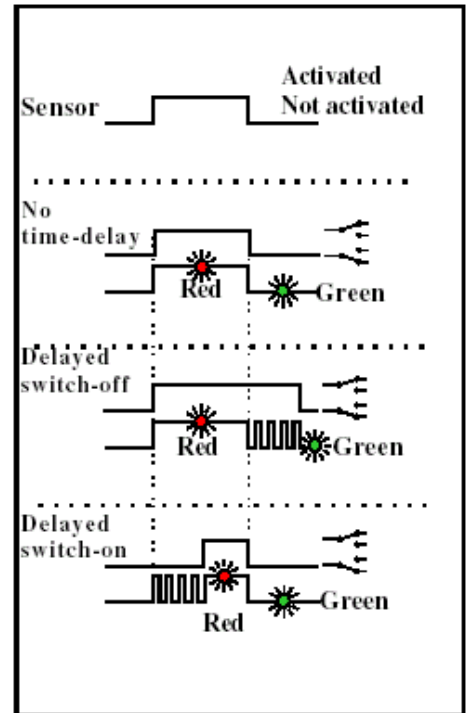 Activated
Sensor Not activated
No
time-delay
Red Green
Delayed
switch-off
Red Green
Delayed
switch-on
Green
Red